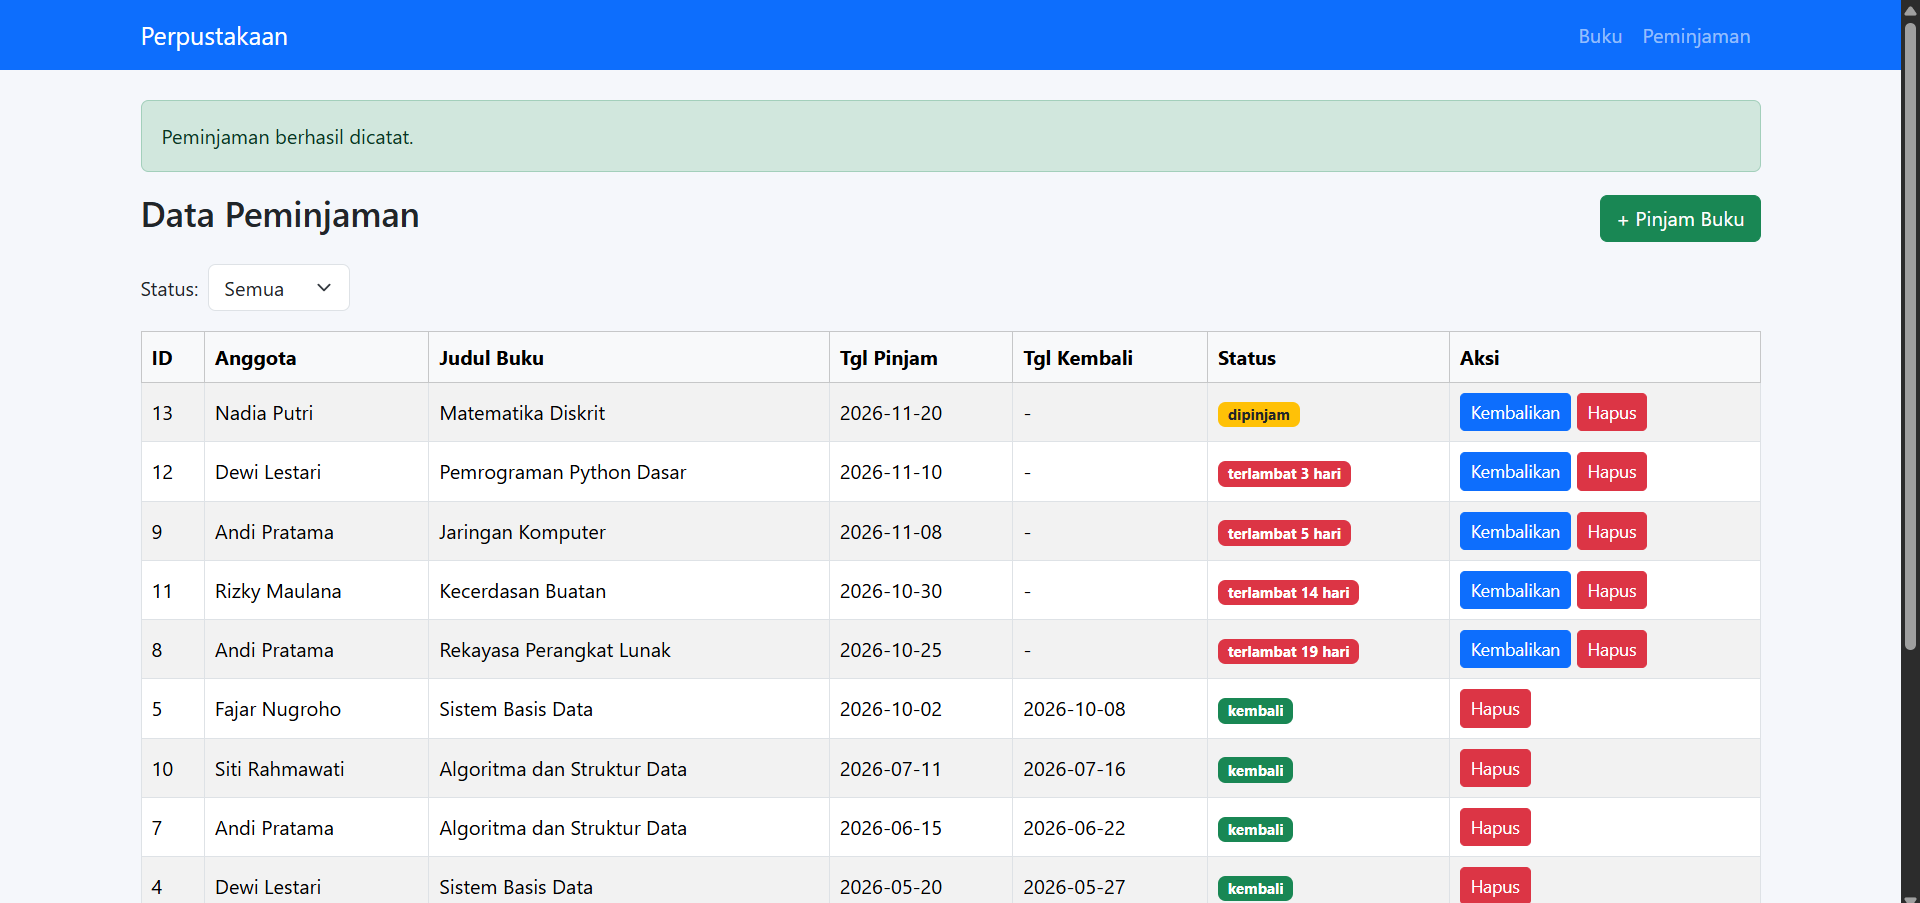 Perpustakaan Buku Peminjaman
Peminjaman berhasil dicatat.
Data Peminjaman + Pinjam Buku
Status: Semua
ID Anggota Judul Buku Tgl Pinjam Tgl Kembali Status Aksi
13 Nadia Putri Matematika Diskrit 2026-11-20 - dipinjam Kembalikan Hapus
12 Dewi Lestari Pemrograman Python Dasar 2026-11-10 - terlambat 3 hari Kembalikan Hapus
9 Andi Pratama Jaringan Komputer 2026-11-08 - terlambat 5 hari Kembalikan Hapus
11 Rizky Maulana Kecerdasan Buatan 2026-10-30 - terlambat 14 hari Kembalikan Hapus
8 Andi Pratama Rekayasa Perangkat Lunak 2026-10-25 - terlambat 19 hari Kembalikan Hapus
5 Fajar Nugroho Sistem Basis Data 2026-10-02 2026-10-08 kembali Hapus
10 Siti Rahmawati Algoritma dan Struktur Data 2026-07-11 2026-07-16 kembali Hapus
7 Andi Pratama Algoritma dan Struktur Data 2026-06-15 2026-06-22 kembali Hapus
4 Dewi Lestari Sistem Basis Data 2026-05-20 2026-05-27 kembali Hapus